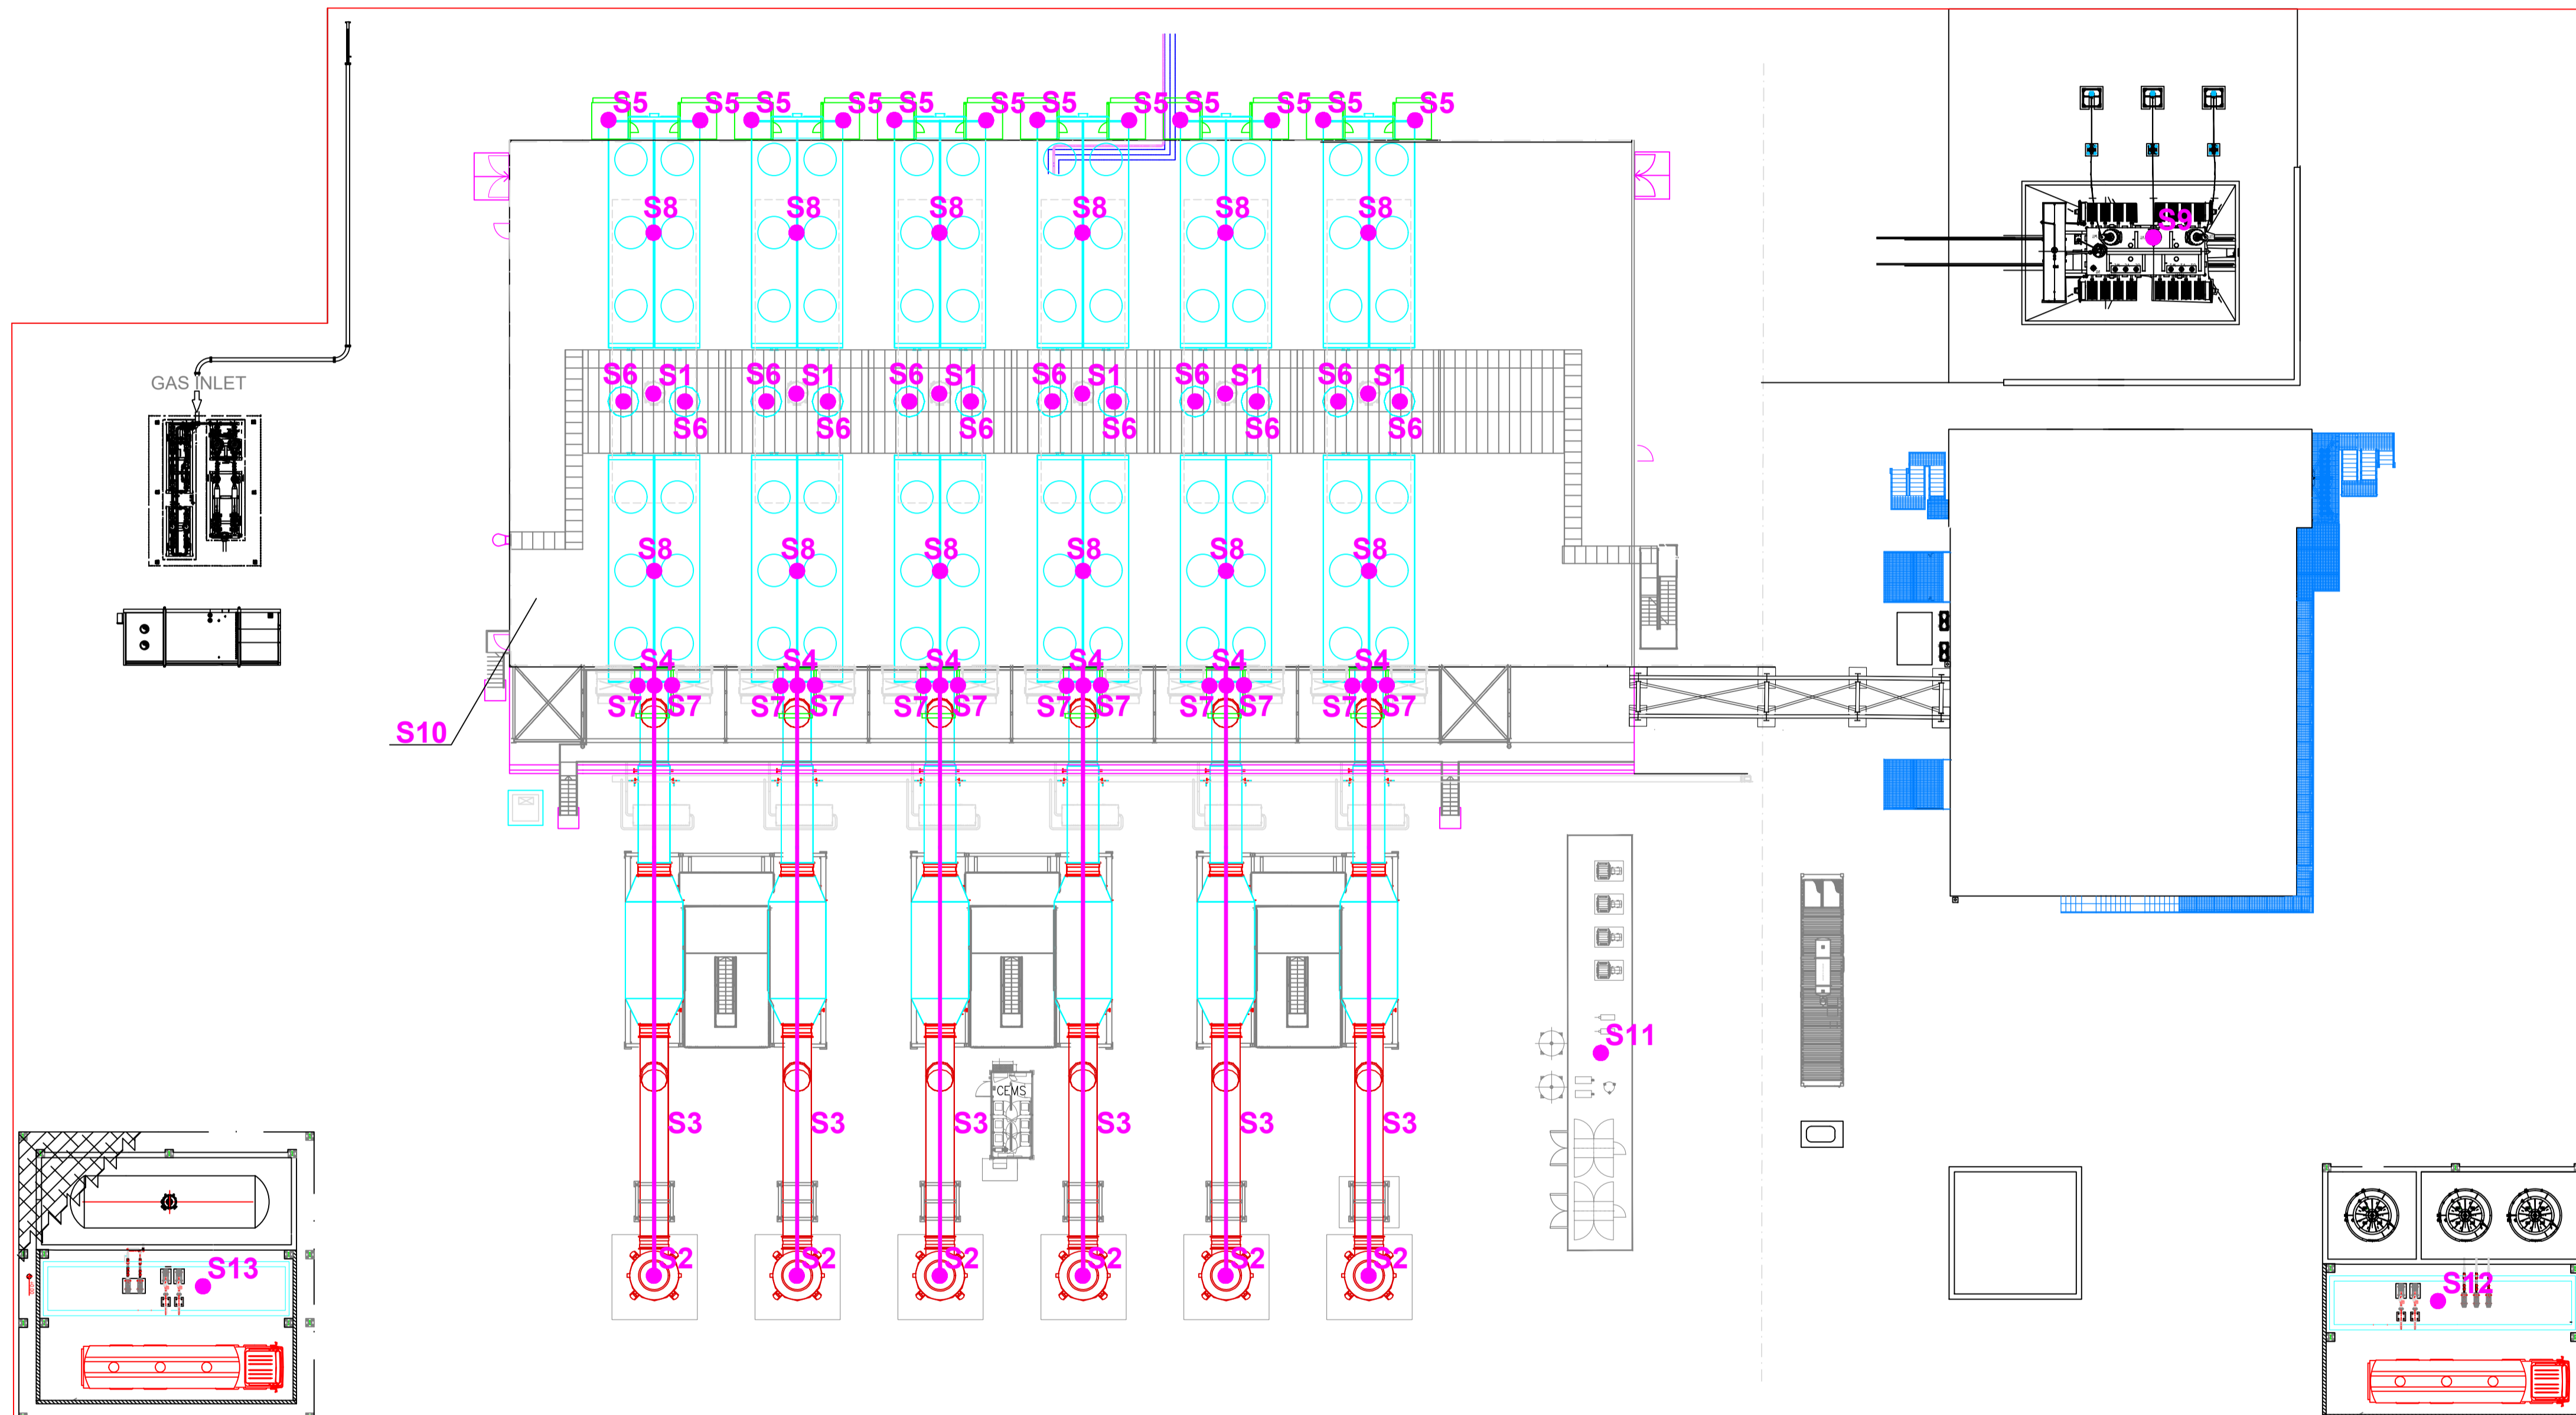 S5 S5 S5 S5 S5 S5 S5 S5 S5 S5 S5 S5
S8 S8 S8 S8 S8 S8
S9
GAS INLET
S6 S1 S6 S1 S6 S1 S6 S1 S6 S1 S6 S1
S6 S6 S6 S6 S6 S6
S8 S8 S8 S8 S8 S8
S4 S4 S4 S4 S4 S4
S7 S7 S7 S7 S7 S7 S7 S7 S7 S7 S7 S7
S10
S11
CEMS
S3 S3 S3 S3 S3 S3
S2 S2 S2 S2 S2 S2
S13
S12